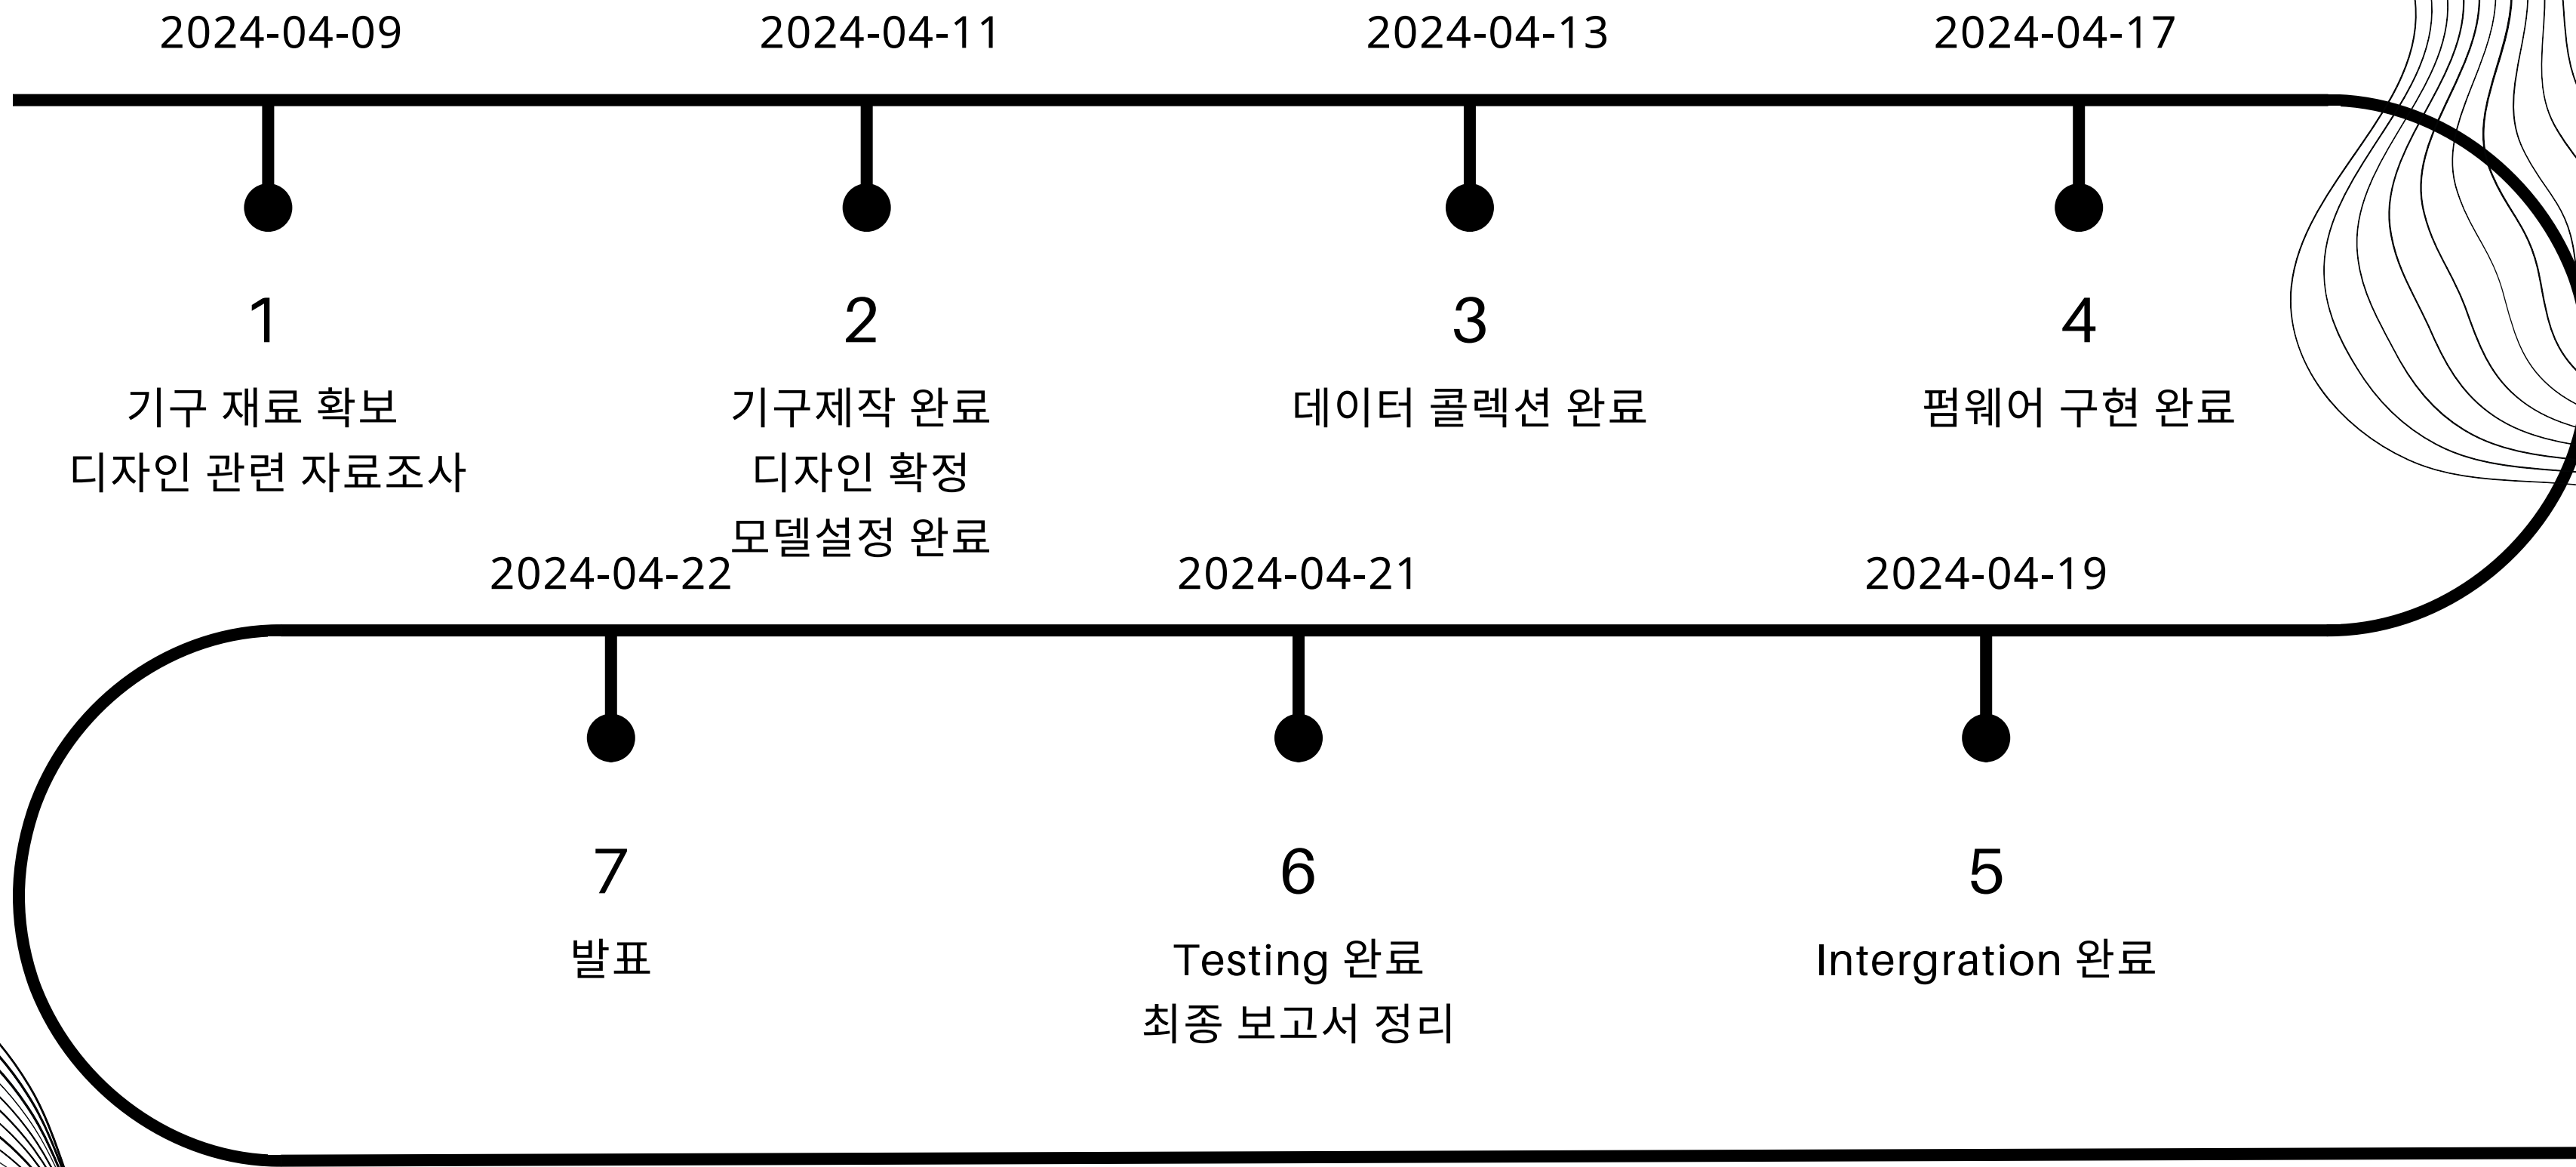 2024-04-09
2024-04-11
2024-04-13
2024-04-17
1
기구 재료 확보
디자인 관련 자료조사
2
기구제작 완료
디자인 확정
모델설정 완료
3
데이터 콜렉션 완료
4
펌웨어 구현 완료
2024-04-22
2024-04-21
2024-04-19
7
발표
6
Testing 완료
최종 보고서 정리
5
Intergration 완료